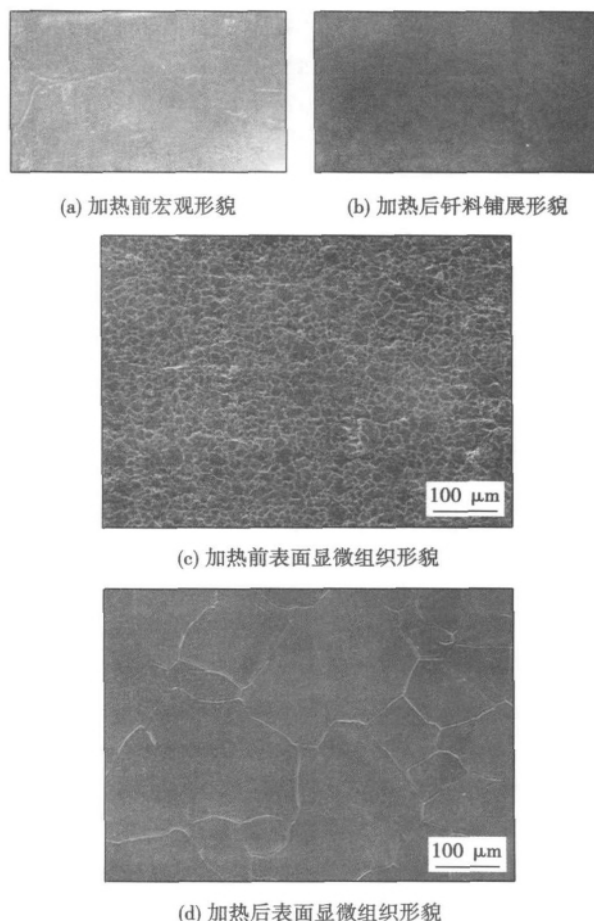 (a) 加热前宏观形貌
(b) 加热后钎料铺展形貌
100 μm
(c) 加热前表面显微组织形貌
100 μm
(d) 加热后表面显微组织形貌